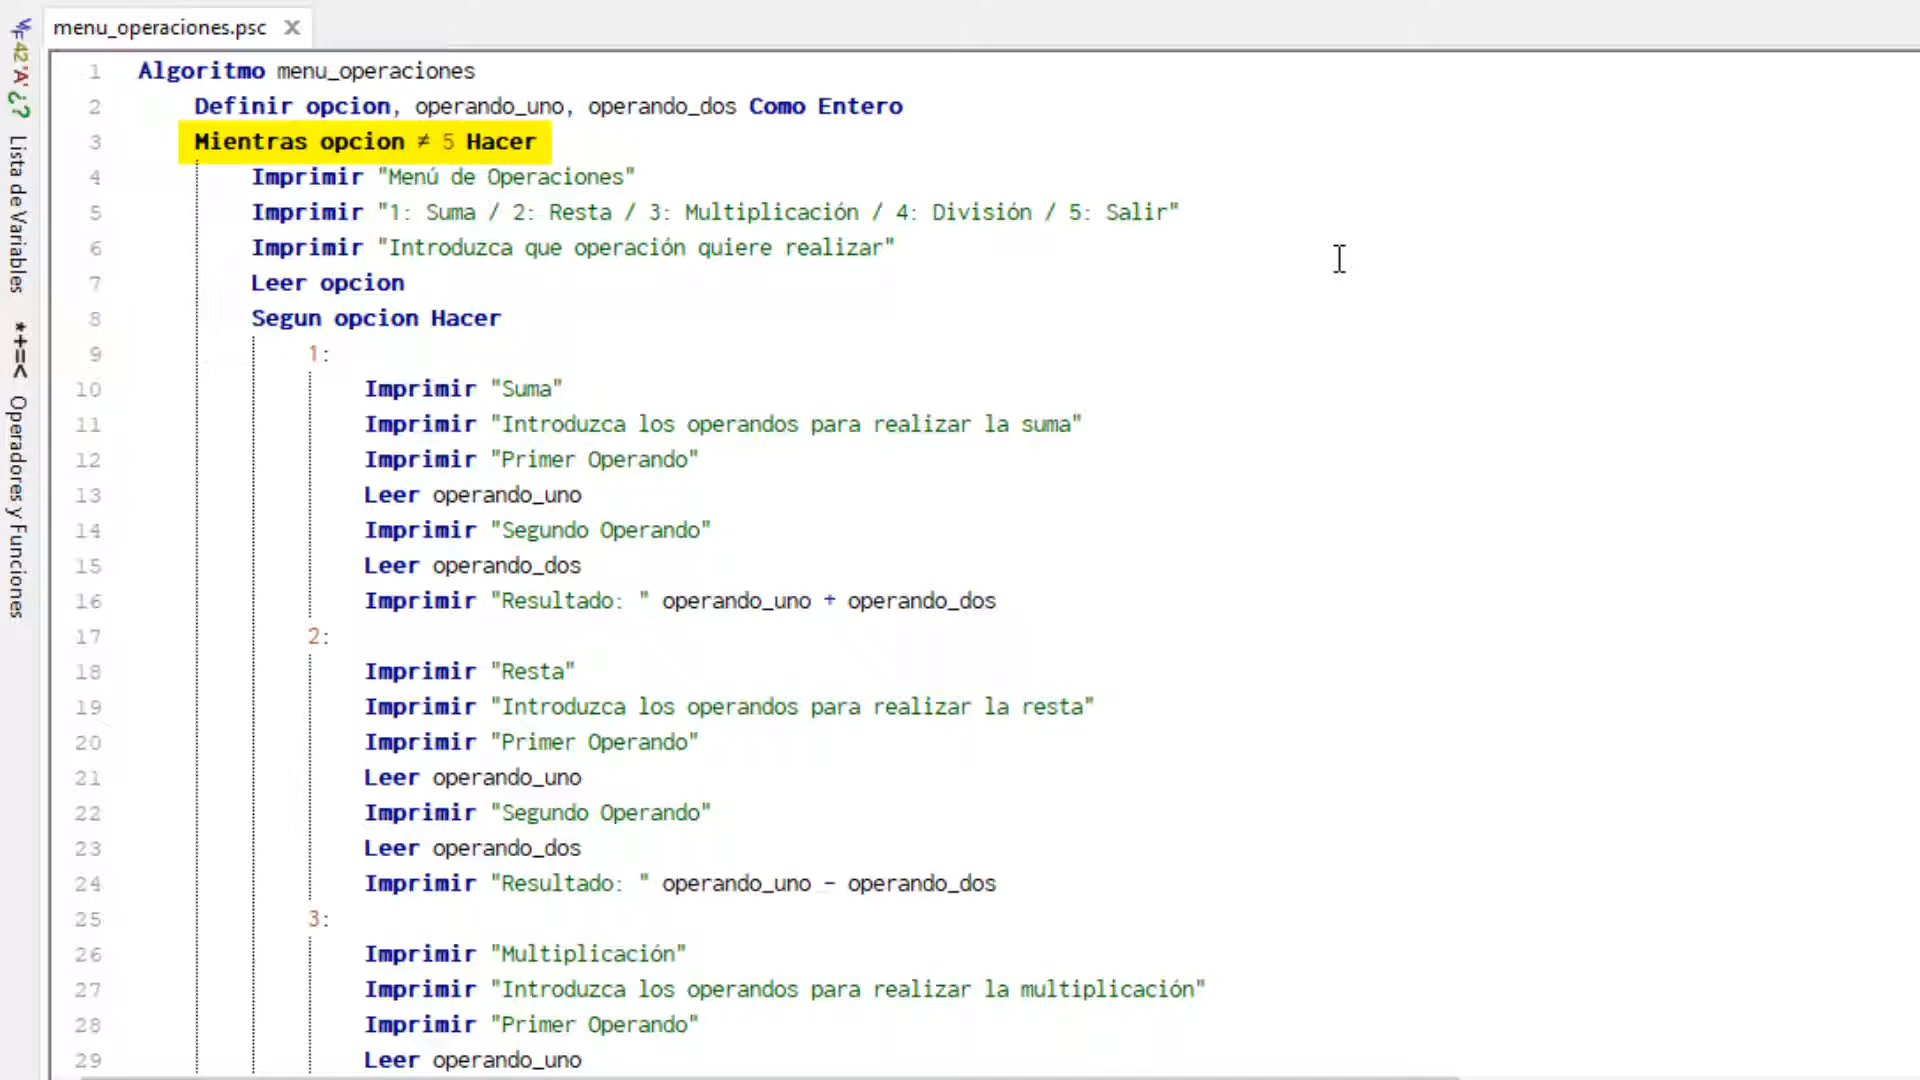 menu_operaciones.psc
1 Algoritmo menu_operaciones
2 Definir opcion, operando_uno, operando_dos Como Entero
3 Mientras opcion ≠ 5 Hacer
4 Imprimir "Menú de Operaciones"
5 Imprimir "1: Suma / 2: Resta / 3: Multiplicación / 4: División / 5: Salir"
6 Imprimir "Introduzca que operación quiere realizar"
7 Leer opcion
8 Segun opcion Hacer
9 1:
10 Imprimir "Suma"
11 Imprimir "Introduzca los operandos para realizar la suma"
12 Imprimir "Primer Operando"
13 Leer operando_uno
14 Imprimir "Segundo Operando"
15 Leer operando_dos
16 Imprimir "Resultado: " operando_uno + operando_dos
17 2:
18 Imprimir "Resta"
19 Imprimir "Introduzca los operandos para realizar la resta"
20 Imprimir "Primer Operando"
21 Leer operando_uno
22 Imprimir "Segundo Operando"
23 Leer operando_dos
24 Imprimir "Resultado: " operando_uno - operando_dos
25 3:
26 Imprimir "Multiplicación"
27 Imprimir "Introduzca los operandos para realizar la multiplicación"
28 Imprimir "Primer Operando"
29 Leer operando_uno
42 'A' ¿? Lista de Variables
*+=< Operadores y Funciones